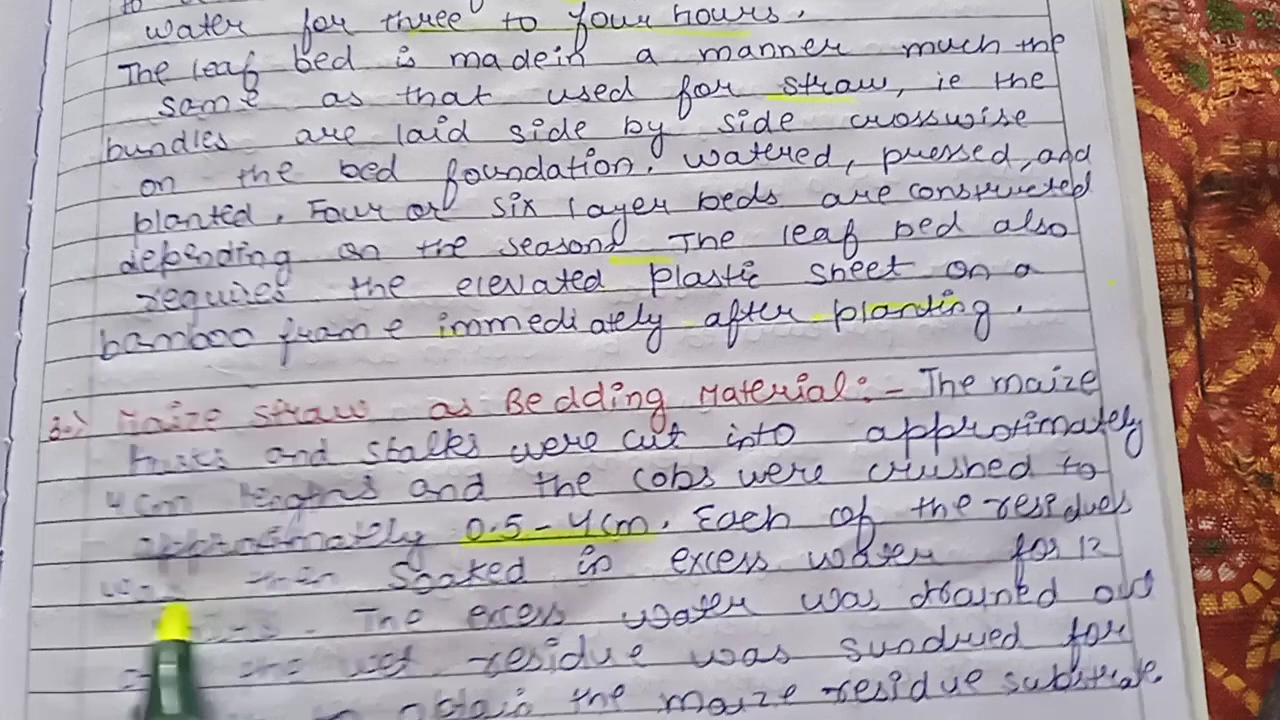 to
water for three to four hours.
The leaf bed is madein a manner much the
same as that used for straw, ie the
bundles are laid side by side crosswise
on the bed foundation, watered, pressed, and
planted. Four or six layer beds are constructed
depending on the season. The leaf bed also
requires the elevated plastic sheet on a
bamboo frame immediately after planting.
3.) Maize straw as Bedding Material:- The maize
husks and stalks were cut into approximately
4cm lengths and the cobs were crushed to
approximately 0.5-4cm. Each of the residues
then soaked in excess water for 12
The excess water was drained out
the wet residue was sundried for
obtain the maize residue substrate.